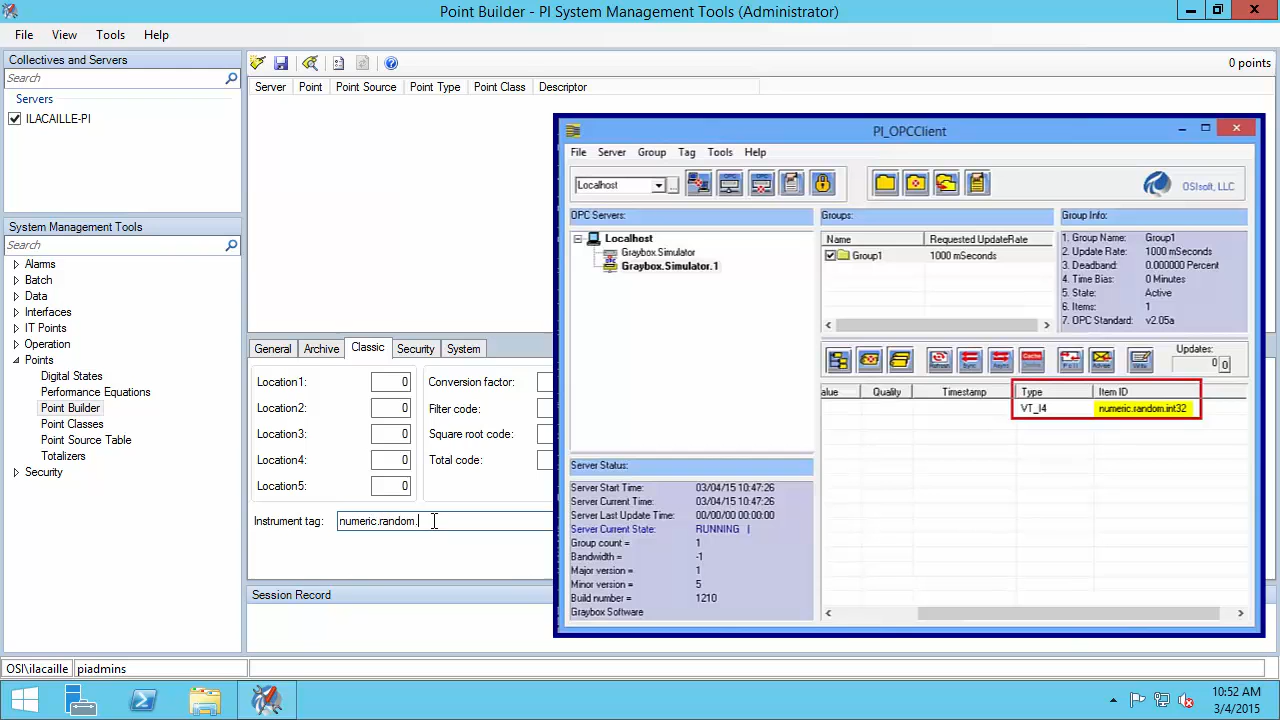 Point Builder - PI System Management Tools (Administrator)
File View Tools Help
Collectives and Servers
Search
Servers
ILACAILLE-PI
System Management Tools
Search
Alarms
Batch
Data
Interfaces
IT Points
Operation
Points
Digital States
Performance Equations
Point Builder
Point Classes
Point Source Table
Totalizers
Security
0 points
Server Point Point Source Point Type Point Class Descriptor
General Archive Classic Security System
Location1: 0 Conversion factor:
Location2: 0 Filter code:
Location3: 0 Square root code:
Location4: 0 Total code:
Location5: 0
Instrument tag: numeric.random.
Session Record
PI_OPCClient
File Server Group Tag Tools Help
Localhost
OSIsoft, LLC
OPC Servers:
Localhost
Graybox.Simulator
Graybox.Simulator.1
Groups:
Name Requested UpdateRate
Group1 1000 mSeconds
Group Info:
1. Group Name: Group1
2. Update Rate: 1000 mSeconds
3. Deadband: 0.000000 Percent
4. Time Bias: 0 Minutes
5. State: Active
6. Items: 1
7. OPC Standard: v2.05a
Updates:
0 0
alue Quality Timestamp Type Item ID
VT_I4 numeric.random.int32
Server Status:
Server Start Time: 03/04/15 10:47:26
Server Current Time: 03/04/15 10:47:26
Server Last Update Time: 00/00/00 00:00:00
Server Current State: RUNNING |
Group count = 1
Bandwidth = -1
Major version = 1
Minor version = 5
Build number = 1210
Graybox Software
OSI\ilacaille piadmins
10:52 AM
3/4/2015